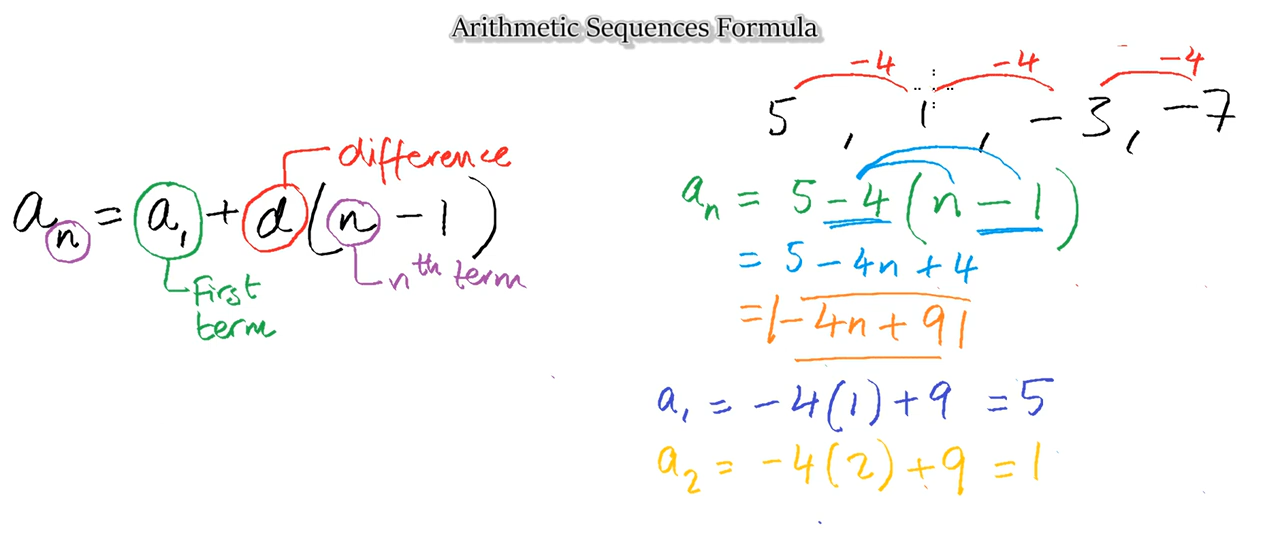 Arithmetic Sequences Formula
-4 -4 -4
5 , 1 , -3 , -7
difference
aₙ = a₁ + d(n - 1)
First term
nᵗʰ term
aₙ = 5 - 4(n - 1)
= 5 - 4n + 4
= -4n + 9
a₁ = -4(1) + 9 = 5
a₂ = -4(2) + 9 = 1